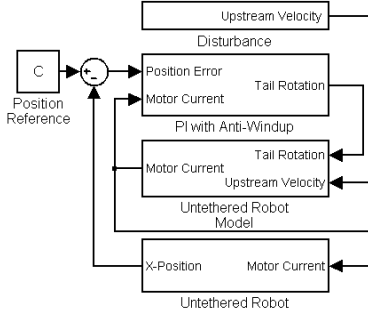 Upstream Velocity
Disturbance
C
Position
Reference
Position Error
Motor Current
Tail Rotation
PI with Anti-Windup
Motor Current
Tail Rotation
Upstream Velocity
Untethered Robot
Model
X-Position
Motor Current
Untethered Robot